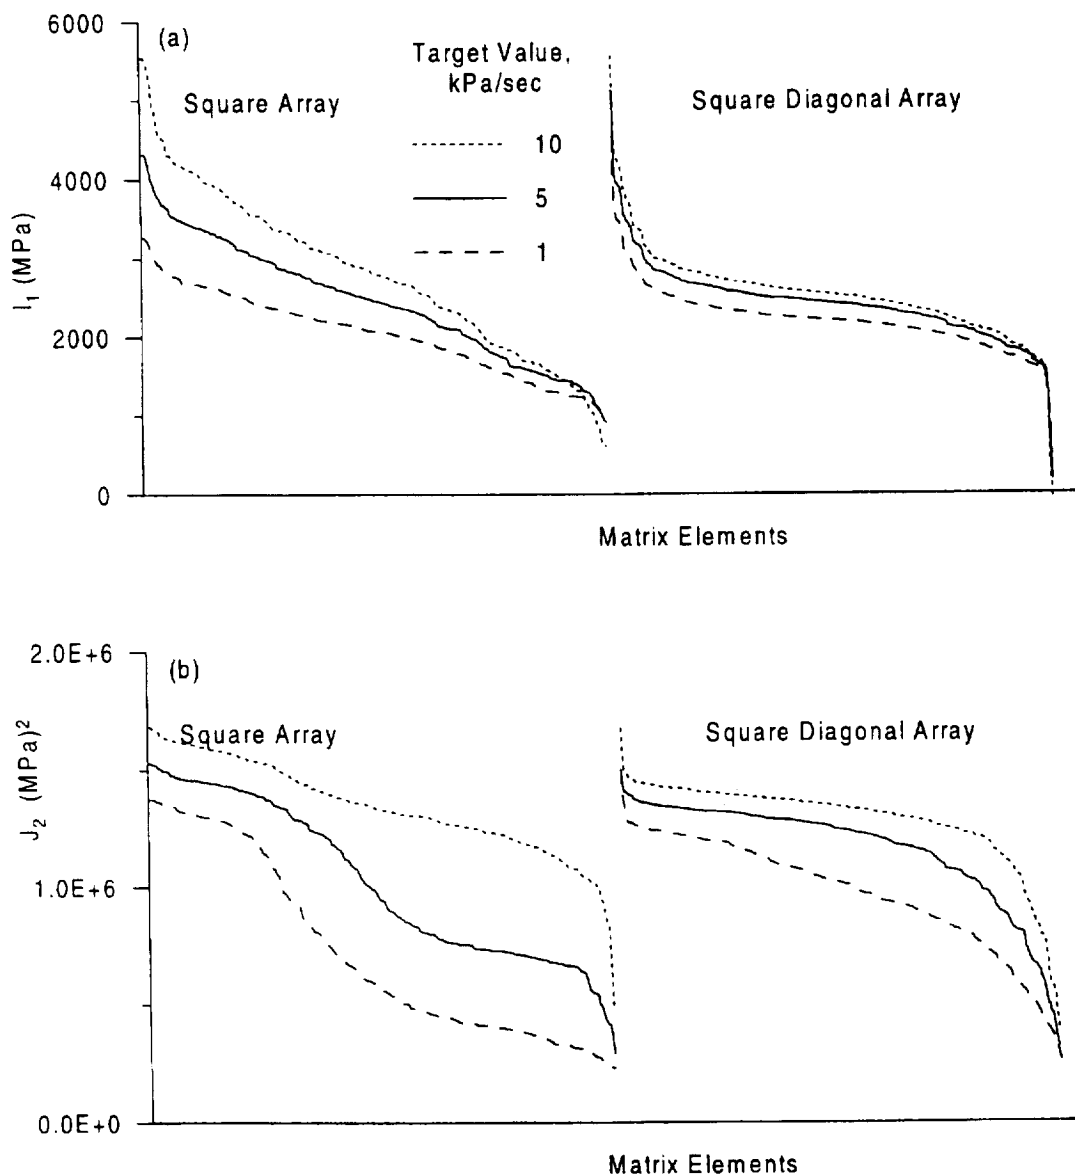 6000
(a)
Target Value,
kPa/sec
Square Array
Square Diagonal Array
10
4000
5
1
I₁ (MPa)
2000
0
Matrix Elements
2.0E+6
(b)
Square Array
Square Diagonal Array
J₂ (MPa)²
1.0E+6
0.0E+0
Matrix Elements